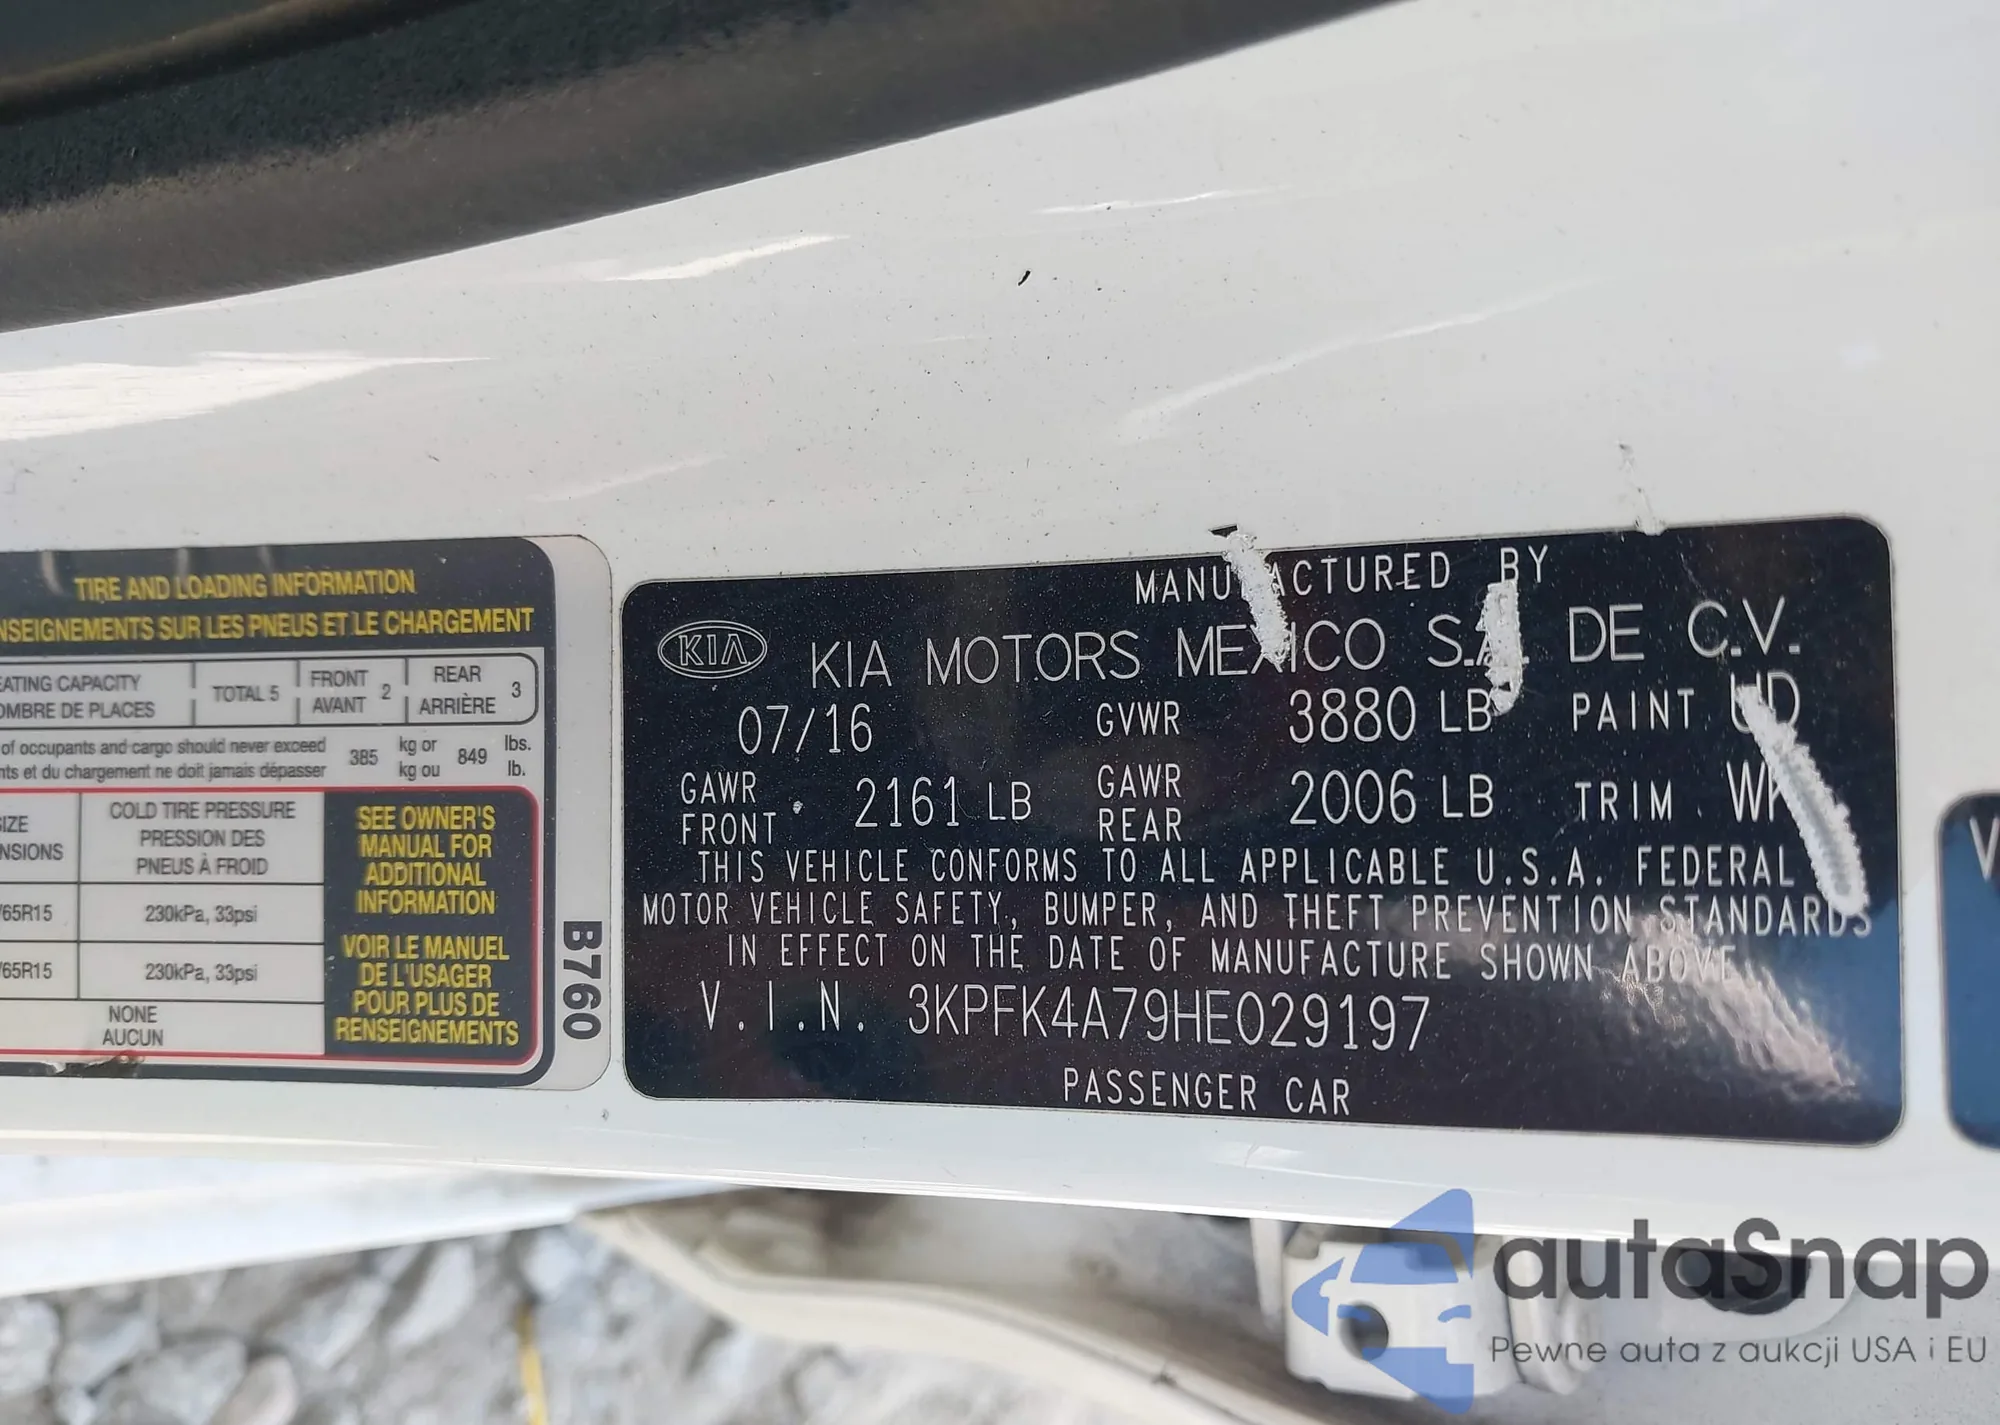 TIRE AND LOADING INFORMATION
NSEIGNEMENTS SUR LES PNEUS ET LE CHARGEMENT
EATING CAPACITY
OMBRE DE PLACES
TOTAL 5
FRONT
AVANT 2
REAR
ARRIÈRE 3
of occupants and cargo should never exceed
nts et du chargement ne doit jamais dépasser
385
kg or
kg ou
849
lbs.
lb.
IZE
NSIONS
COLD TIRE PRESSURE
PRESSION DES
PNEUS À FROID
/65R15
230kPa, 33psi
/65R15
230kPa, 33psi
NONE
AUCUN
SEE OWNER'S
MANUAL FOR
ADDITIONAL
INFORMATION
VOIR LE MANUEL
DE L'USAGER
POUR PLUS DE
RENSEIGNEMENTS
B760
MANUFACTURED BY
KIA
KIA MOTORS MEXICO S.A. DE C.V.
07/16 GVWR 3880 LB PAINT UD
GAWR FRONT 2161 LB GAWR REAR 2006 LB TRIM
THIS VEHICLE CONFORMS TO ALL APPLICABLE U.S.A. FEDERAL
MOTOR VEHICLE SAFETY, BUMPER, AND THEFT PREVENTION STANDARDS
IN EFFECT ON THE DATE OF MANUFACTURE SHOWN ABOVE.
V.I.N. 3KPFK4A79HE029197
PASSENGER CAR
V
autaSnap
Pewne auta z aukcji USA i EU